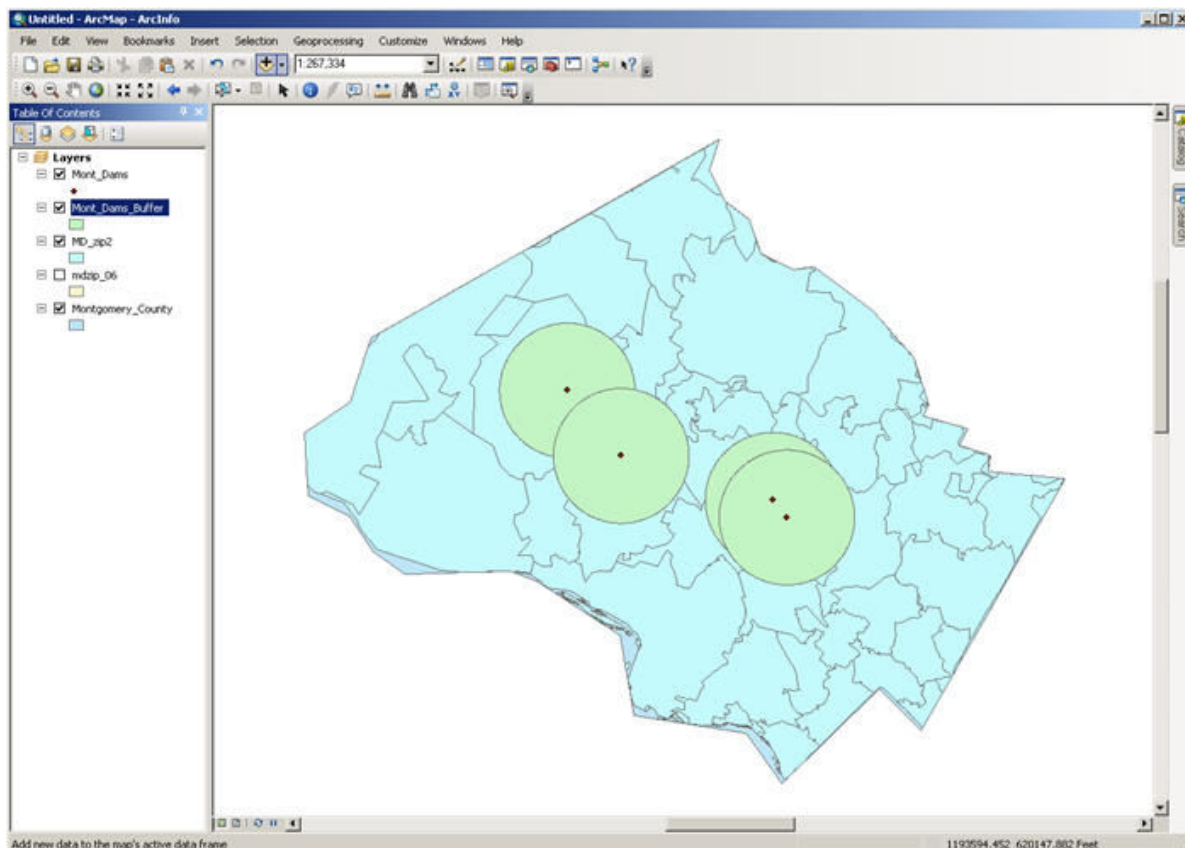 Untitled - ArcMap - ArcInfo
File Edit View Bookmarks Insert Selection Geoprocessing Customize Windows Help
1:267,334
Table Of Contents
Layers
Mont_Dams
Mont_Dams_Buffer
MD_zip2
mdzip_06
Montgomery_County
Catalog
Search
Add new data to the map's active data frame
1193594.452 620147.882 Feet